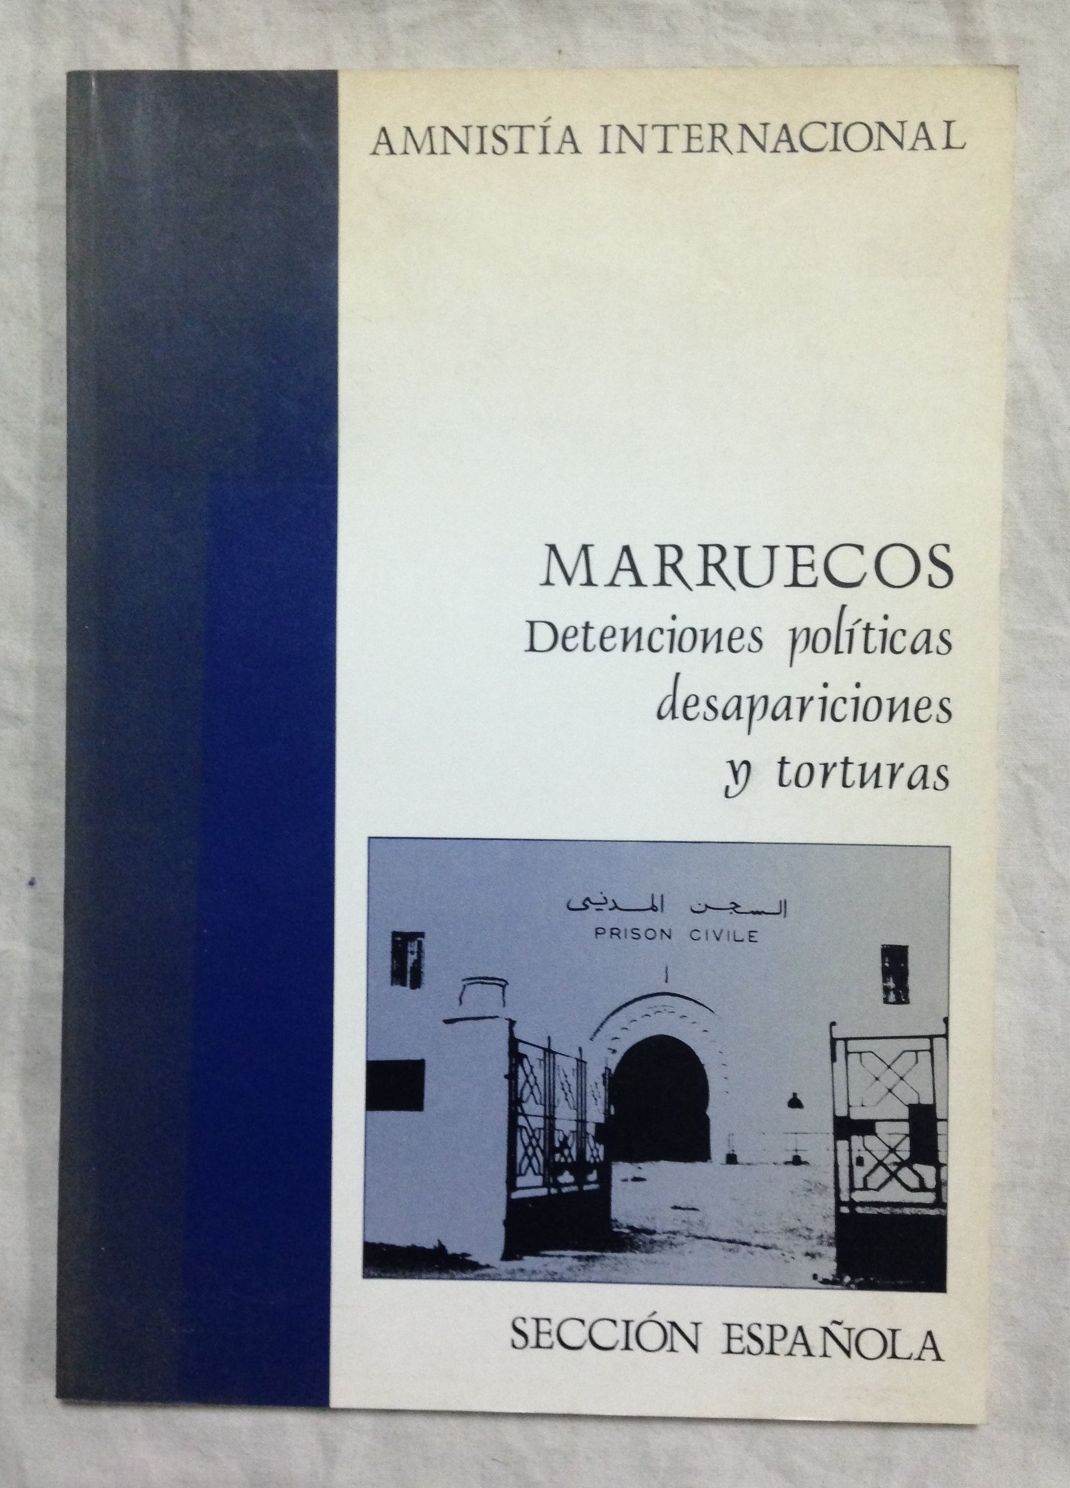 AMNISTÍA INTERNACIONAL
MARRUECOS
Detenciones políticas
desapariciones
y torturas
السجن المدني
PRISON CIVILE
SECCIÓN ESPAÑOLA